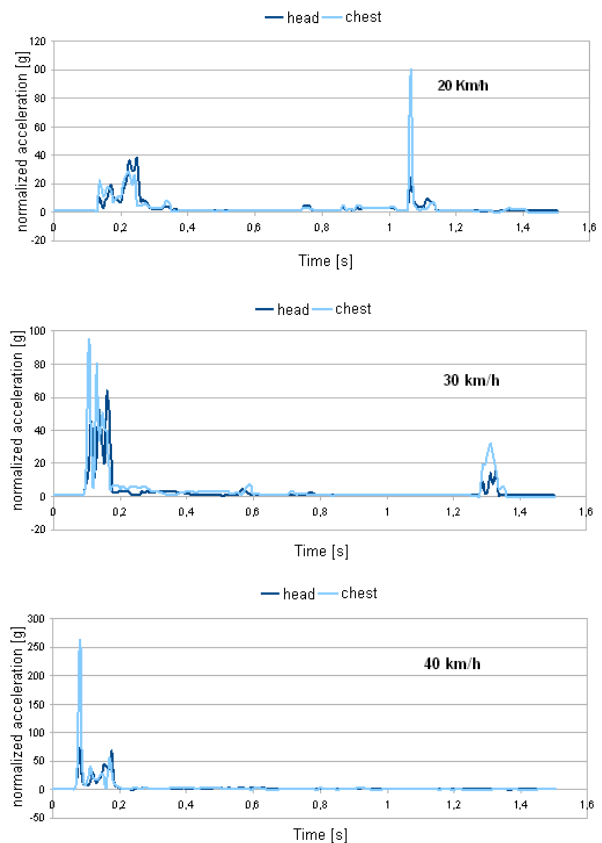 head chest
120
00
80
60
40
20
0
-20
normalized acceleration [g]
20 Km/h
0 0,2 0,4 0,6 0,8 1 1,2 1,4 1,6
Time [s]
head chest
100
80
60
40
20
0
-20
normalized acceleration [g]
30 km/h
0 0,2 0,4 0,6 0,8 1 1,2 1,4 1,6
Time [s]
head chest
300
250
200
150
100
50
0
-50
normalized acceleration [g]
40 km/h
0 0,2 0,4 0,6 0,8 1 1,2 1,4 1,6
Time [s]